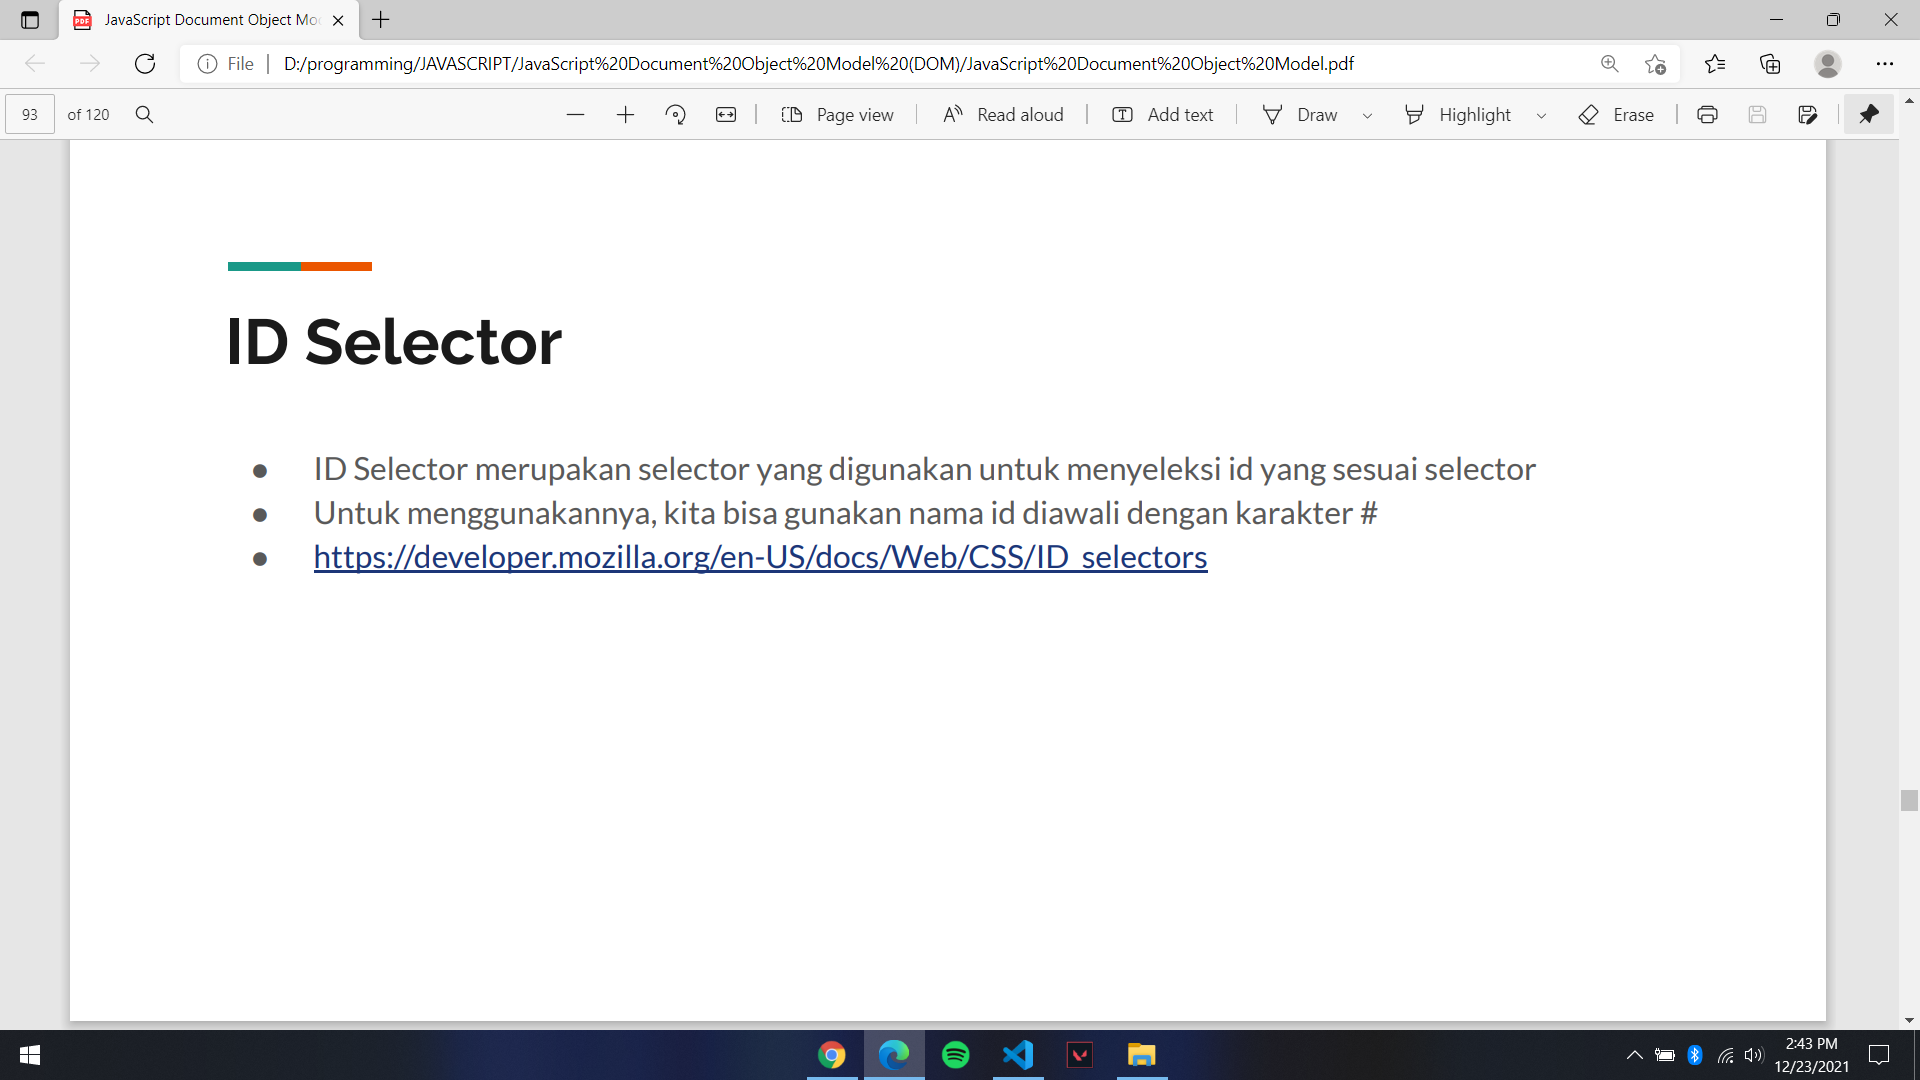 JavaScript Document Object Mo
File
D:/programming/JAVASCRIPT/JavaScript%20Document%20Object%20Model%20(DOM)/JavaScript%20Document%20Object%20Model.pdf
93 of 120
Page view
Read aloud
Add text
Draw
Highlight
Erase
ID Selector
● ID Selector merupakan selector yang digunakan untuk menyeleksi id yang sesuai selector
● Untuk menggunakannya, kita bisa gunakan nama id diawali dengan karakter #
● https://developer.mozilla.org/en-US/docs/Web/CSS/ID_selectors
2:43 PM
12/23/2021